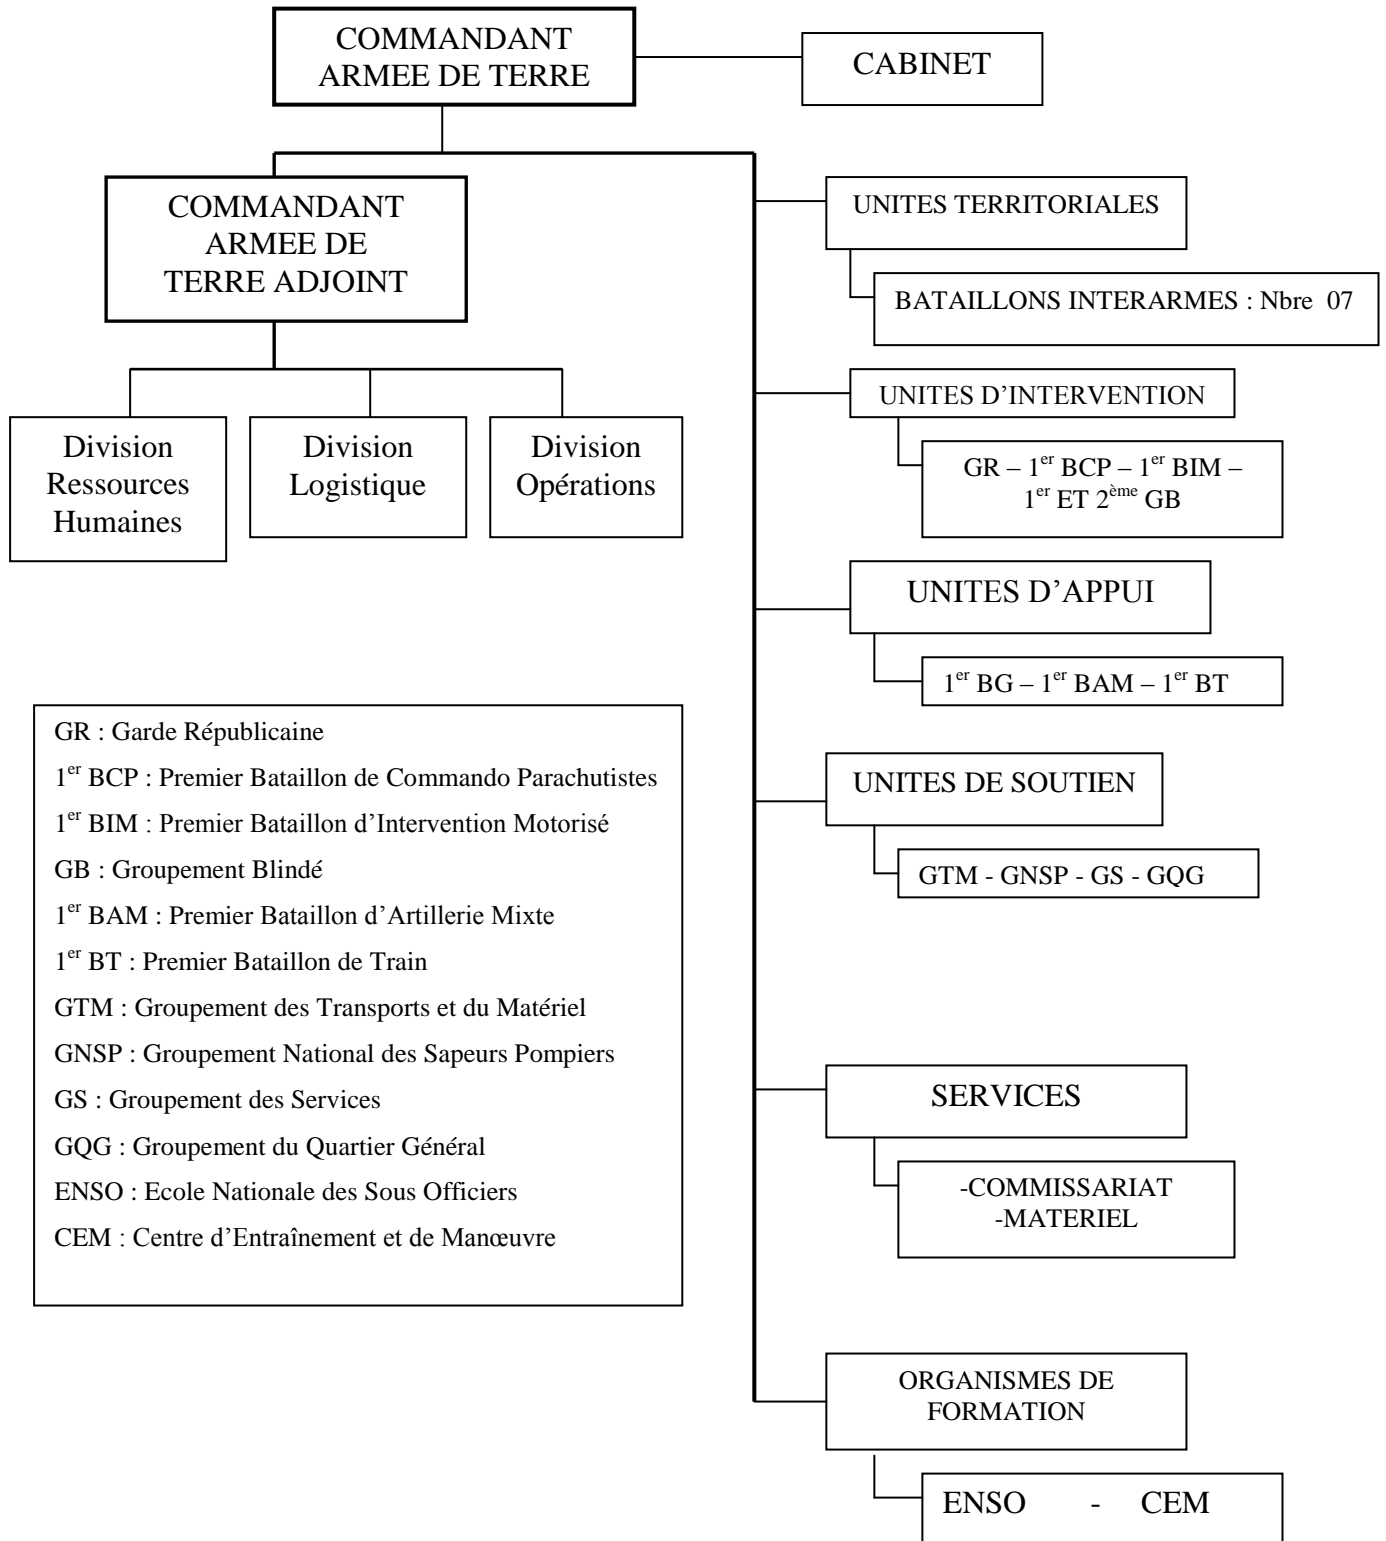 COMMANDANT
ARMEE DE TERRE
CABINET
COMMANDANT
ARMEE DE
TERRE ADJOINT
Division
Ressources
Humaines
Division
Logistique
Division
Opérations
UNITES TERRITORIALES
BATAILLONS INTERARMES : Nbre 07
UNITES D’INTERVENTION
GR – 1er BCP – 1er BIM –
1er ET 2ème GB
UNITES D’APPUI
1er BG – 1er BAM – 1er BT
UNITES DE SOUTIEN
GTM - GNSP - GS - GQG
SERVICES
-COMMISSARIAT
-MATERIEL
ORGANISMES DE
FORMATION
ENSO - CEM
GR : Garde Républicaine
1er BCP : Premier Bataillon de Commando Parachutistes
1er BIM : Premier Bataillon d’Intervention Motorisé
GB : Groupement Blindé
1er BAM : Premier Bataillon d’Artillerie Mixte
1er BT : Premier Bataillon de Train
GTM : Groupement des Transports et du Matériel
GNSP : Groupement National des Sapeurs Pompiers
GS : Groupement des Services
GQG : Groupement du Quartier Général
ENSO : Ecole Nationale des Sous Officiers
CEM : Centre d’Entraînement et de Manœuvre